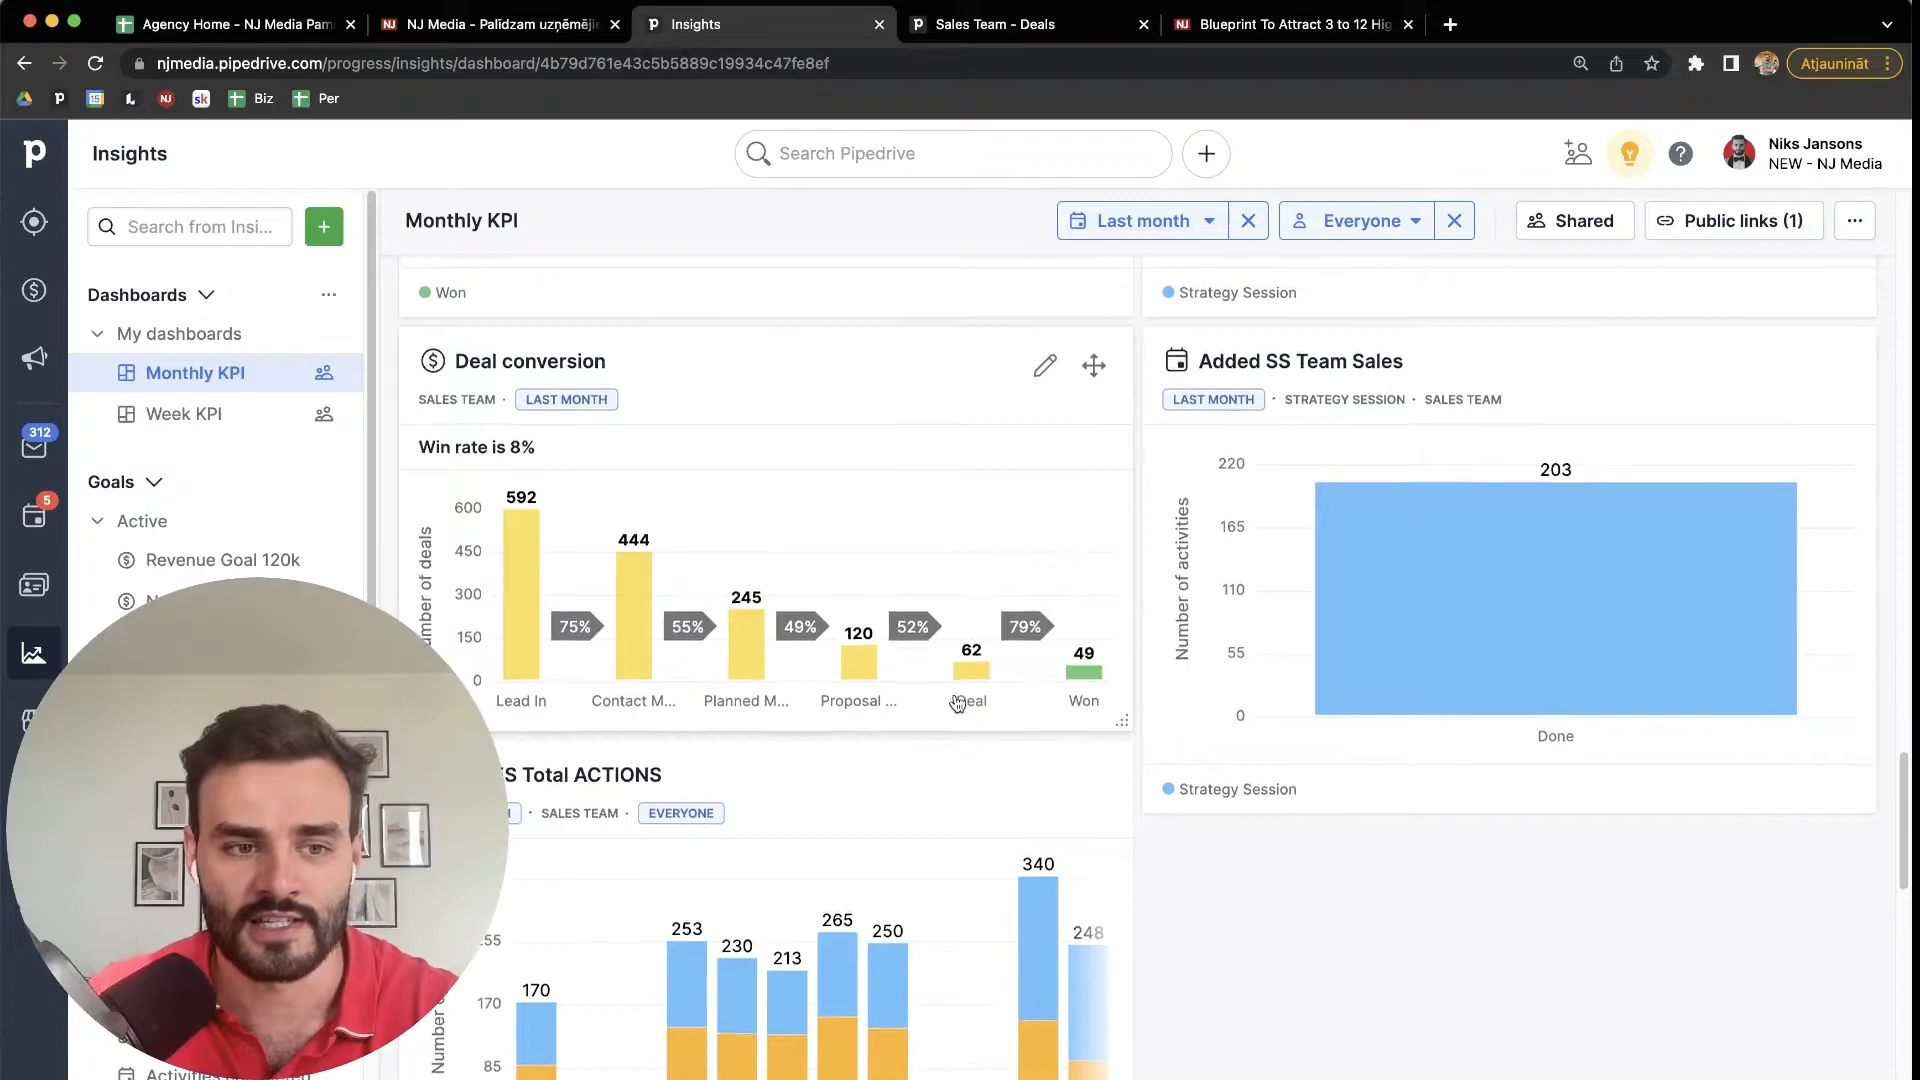 Agency Home - NJ Media Pam
NJ Media - Palīdzam uzņēmēji
Insights
Sales Team - Deals
Blueprint To Attract 3 to 12 Hig
njmedia.pipedrive.com/progress/insights/dashboard/4b79d761e43c5b5889c19934c47fe8ef
Atjaunināt
15
NJ
sk
Biz
Per
Insights
Search Pipedrive
Niks Jansons
NEW - NJ Media
Search from Insi...
Monthly KPI
Last month
Everyone
Shared
Public links (1)
Dashboards
My dashboards
Monthly KPI
Week KPI
Goals
Active
Revenue Goal 120k
312
5
Won
Strategy Session
Deal conversion
SALES TEAM · LAST MONTH
Win rate is 8%
600
450
300
150
0
592
444
245
120
62
49
75%
55%
49%
52%
79%
Lead In
Contact M...
Planned M...
Proposal ...
Won
Added SS Team Sales
LAST MONTH · STRATEGY SESSION · SALES TEAM
Number of activities
220
165
110
55
0
203
Done
Strategy Session
Total ACTIONS
SALES TEAM · EVERYONE
170
85
170
253
230
213
265
250
340
248